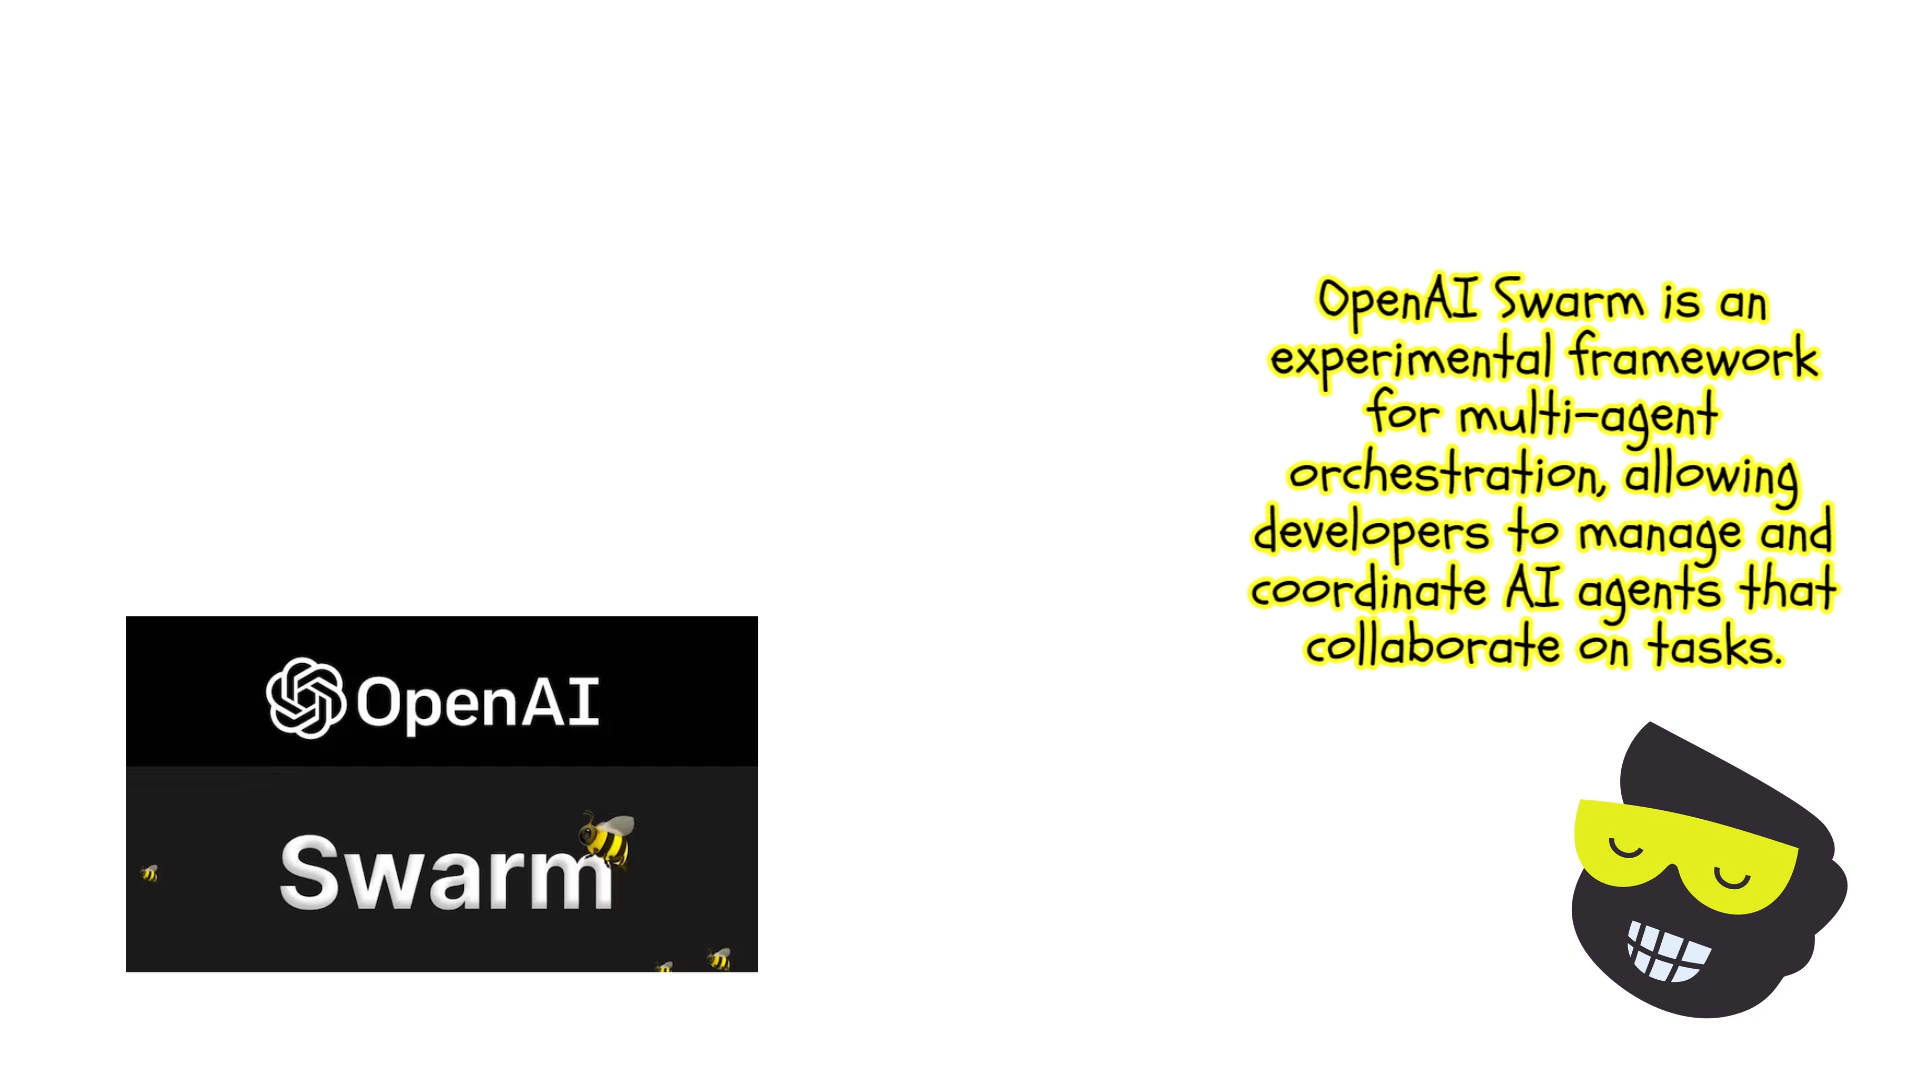 OpenAI Swarm is an
experimental framework
for multi-agent
orchestration, allowing
developers to manage and
coordinate AI agents that
collaborate on tasks.
OpenAI
Swarm